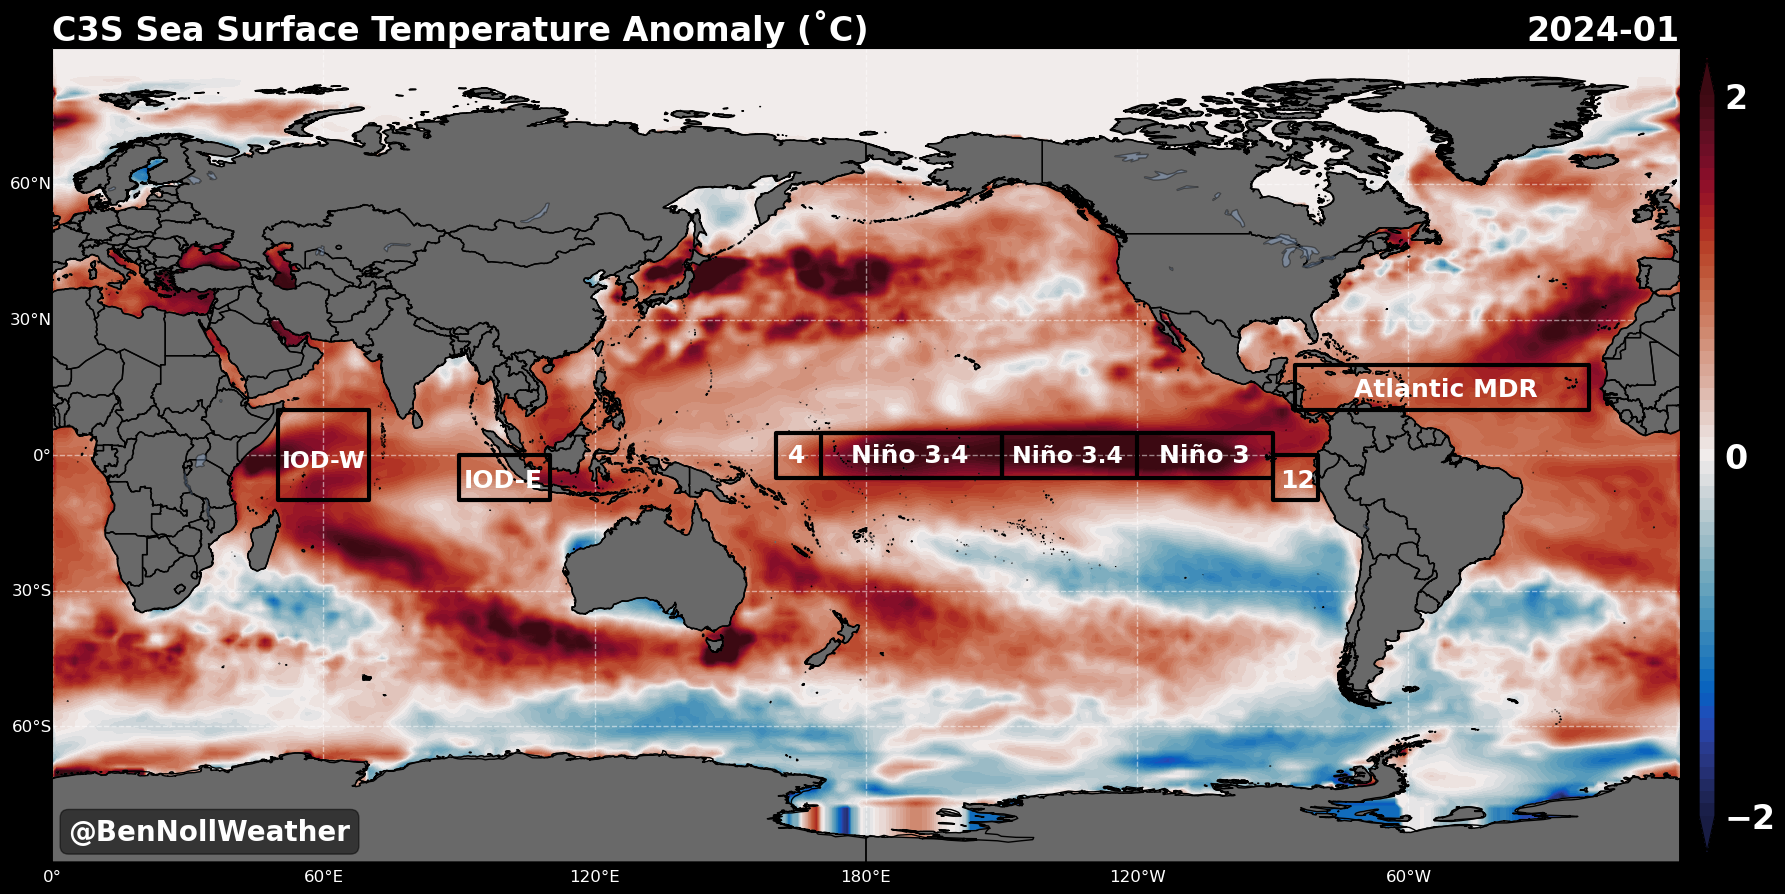 C3S Sea Surface Temperature Anomaly (˚C)
2024-01
2
0
−2
60°N
30°N
0°
30°S
60°S
IOD-W
IOD-E
4
Niño 3.4
Niño 3.4
Niño 3
12
Atlantic MDR
@BenNollWeather
0°
60°E
120°E
180°E
120°W
60°W